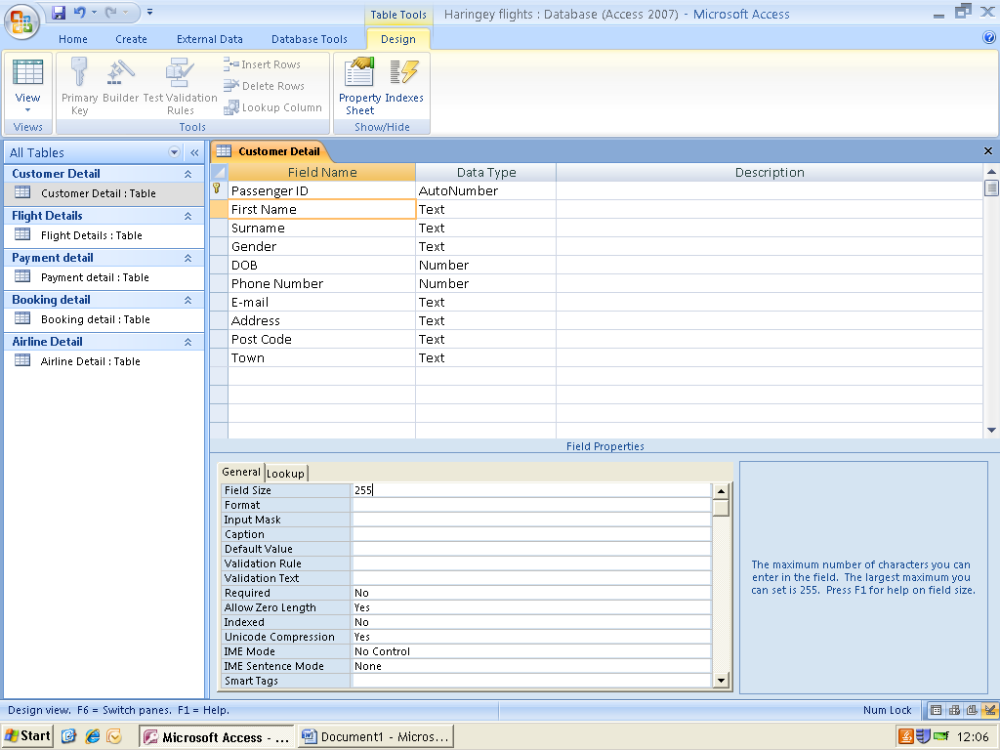 Table Tools
Haringey flights : Database (Access 2007) - Microsoft Access
Home Create External Data Database Tools Design
View
Primary Key
Builder
Test Validation Rules
Insert Rows
Delete Rows
Lookup Column
Property Sheet
Indexes
Views Tools Show/Hide
All Tables
Customer Detail
Customer Detail : Table
Flight Details
Flight Details : Table
Payment detail
Payment detail : Table
Booking detail
Booking detail : Table
Airline Detail
Airline Detail : Table
Customer Detail
Field Name Data Type Description
Passenger ID AutoNumber
First Name Text
Surname Text
Gender Text
DOB Number
Phone Number Number
E-mail Text
Address Text
Post Code Text
Town Text
Field Properties
General Lookup
Field Size 255
Format
Input Mask
Caption
Default Value
Validation Rule
Validation Text
Required No
Allow Zero Length Yes
Indexed No
Unicode Compression Yes
IME Mode No Control
IME Sentence Mode None
Smart Tags
The maximum number of characters you can
enter in the field. The largest maximum you
can set is 255. Press F1 for help on field size.
Design view. F6 = Switch panes. F1 = Help.
Num Lock
Start
Microsoft Access - ...
Document1 - Micros...
12:06